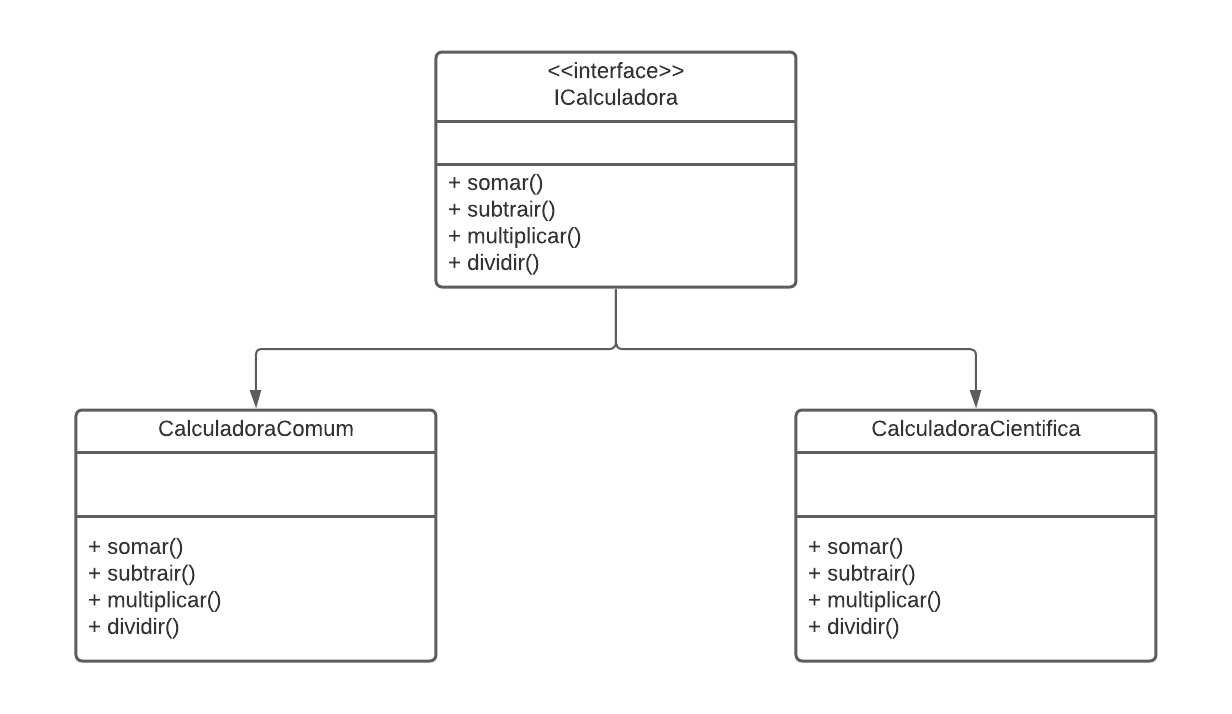 <<interface>>
ICalculadora
+ somar()
+ subtrair()
+ multiplicar()
+ dividir()
CalculadoraComum
+ somar()
+ subtrair()
+ multiplicar()
+ dividir()
CalculadoraCientifica
+ somar()
+ subtrair()
+ multiplicar()
+ dividir()